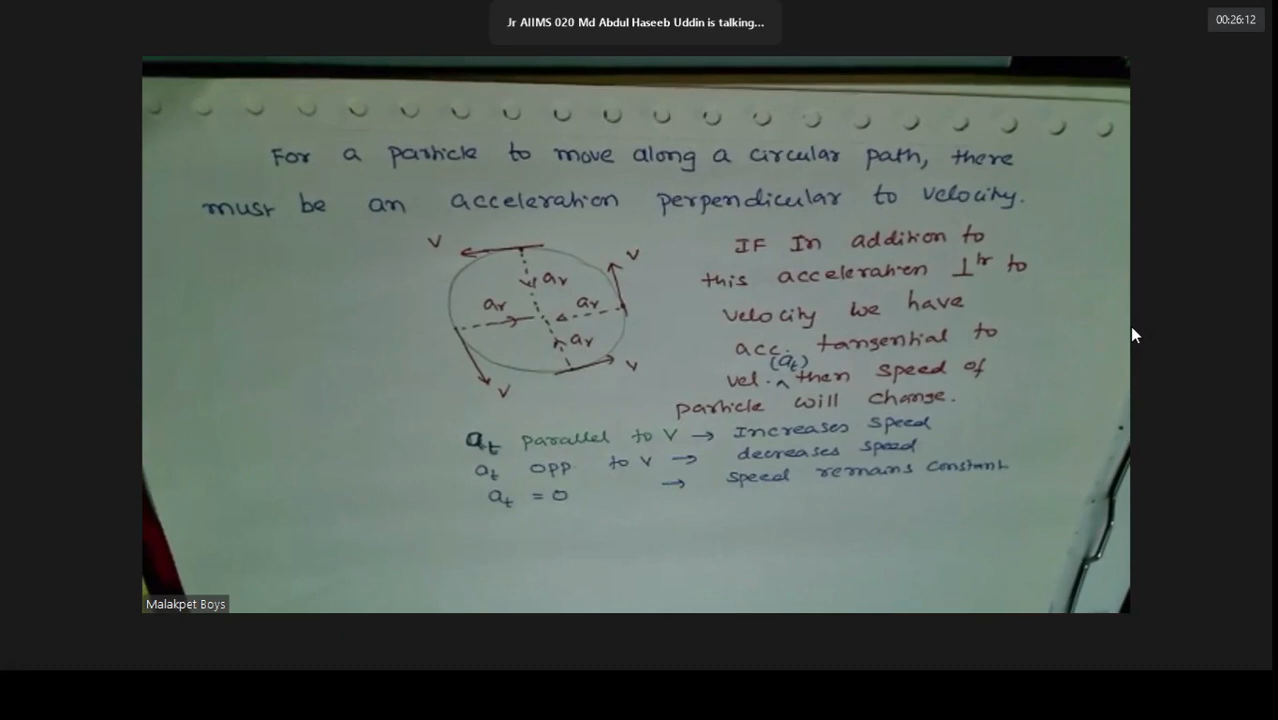 Jr AIIMS 020 Md Abdul Haseeb Uddin is talking...
00:26:12
For a particle to move along a circular path, there
must be an acceleration perpendicular to velocity.
V
V
ar
ar
ar
ar
V
V
IF In addition to
this acceleration ⊥lr to
velocity we have
acc. tangential to
(at)
vel. ^ then speed of
particle will change.
at parallel to V → Increases speed
at opp. to V → decreases speed
at = 0 → speed remains constant
Malakpet Boys